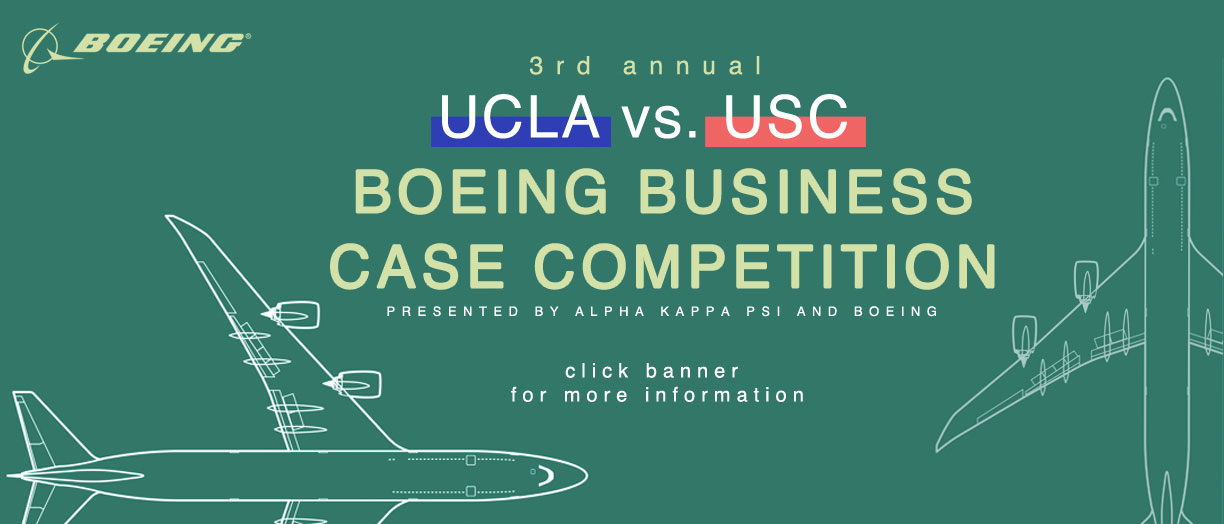 BOEING®
3rd annual
UCLA vs. USC
BOEING BUSINESS
CASE COMPETITION
PRESENTED BY ALPHA KAPPA PSI AND BOEING
click banner
for more information